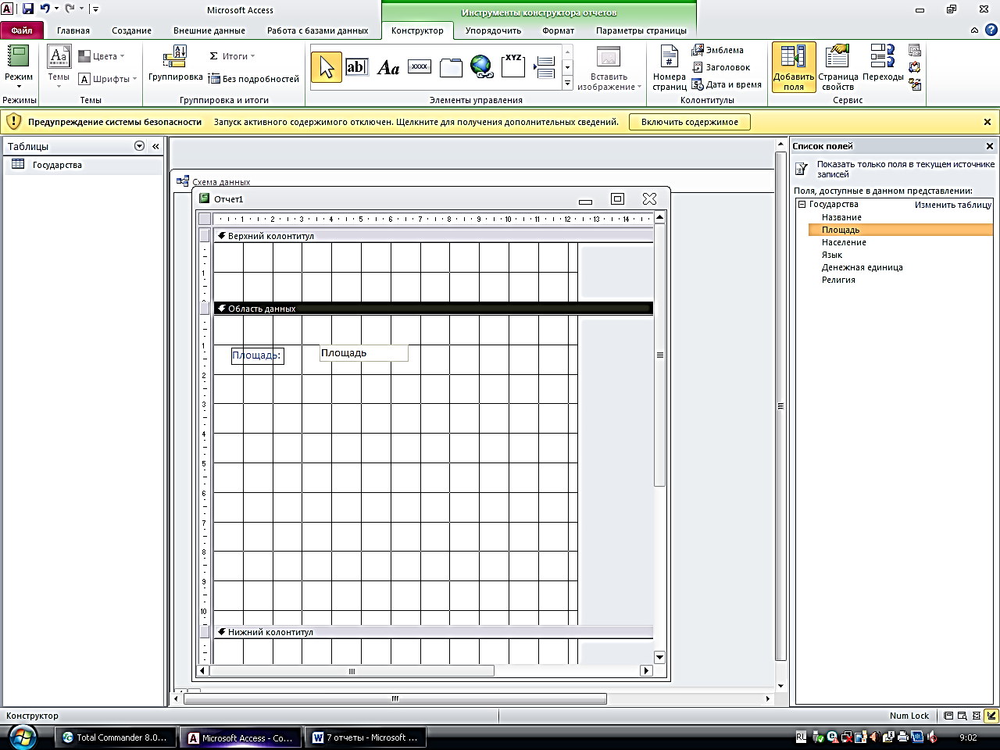 Microsoft Access
Инструменты конструктора отчетов
Файл Главная Создание Внешние данные Работа с базами данных Конструктор Упорядочить Формат Параметры страницы
Режим
Режимы
Aa
Темы
Цвета
Шрифты
Темы
Группировка
Итоги
Без подробностей
Группировка и итоги
ab|
Aa
XXXX
XYZ
Элементы управления
Вставить
изображение
Номера
страниц
Эмблема
Заголовок
Дата и время
Колонтитулы
Добавить
поля
Страница
свойств
Переходы
Сервис
Предупреждение системы безопасности Запуск активного содержимого отключен. Щелкните для получения дополнительных сведений. Включить содержимое
Таблицы
Государства
Схема данных
Отчет1
1 2 3 4 5 6 7 8 9 10 11 12 13 14
Верхний колонтитул
1
Область данных
1
Площадь: Площадь
2
3
4
5
6
7
8
9
10
Нижний колонтитул
Список полей
Показать только поля в текущем источнике
записей
Поля, доступные в данном представлении:
Государства Изменить таблицу
Название
Площадь
Население
Язык
Денежная единица
Религия
Конструктор
Num Lock
Total Commander 8.0... Microsoft Access - Co... 7 отчеты - Microsoft ... RL 9:02